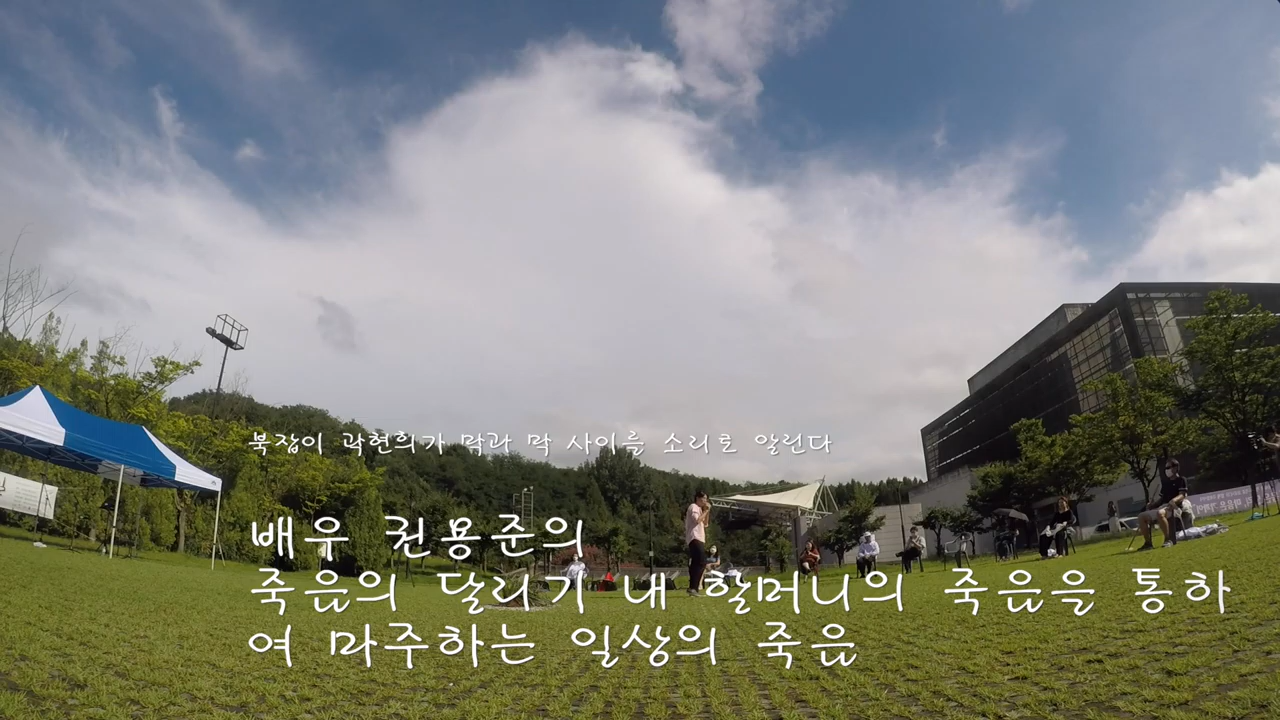 북잡이 곽현희가 막과 막 사이를 소리로 알린다
배우 권용준의
죽음의 달리기 내 할머니의 죽음을 통하
여 마주하는 일상의 죽음